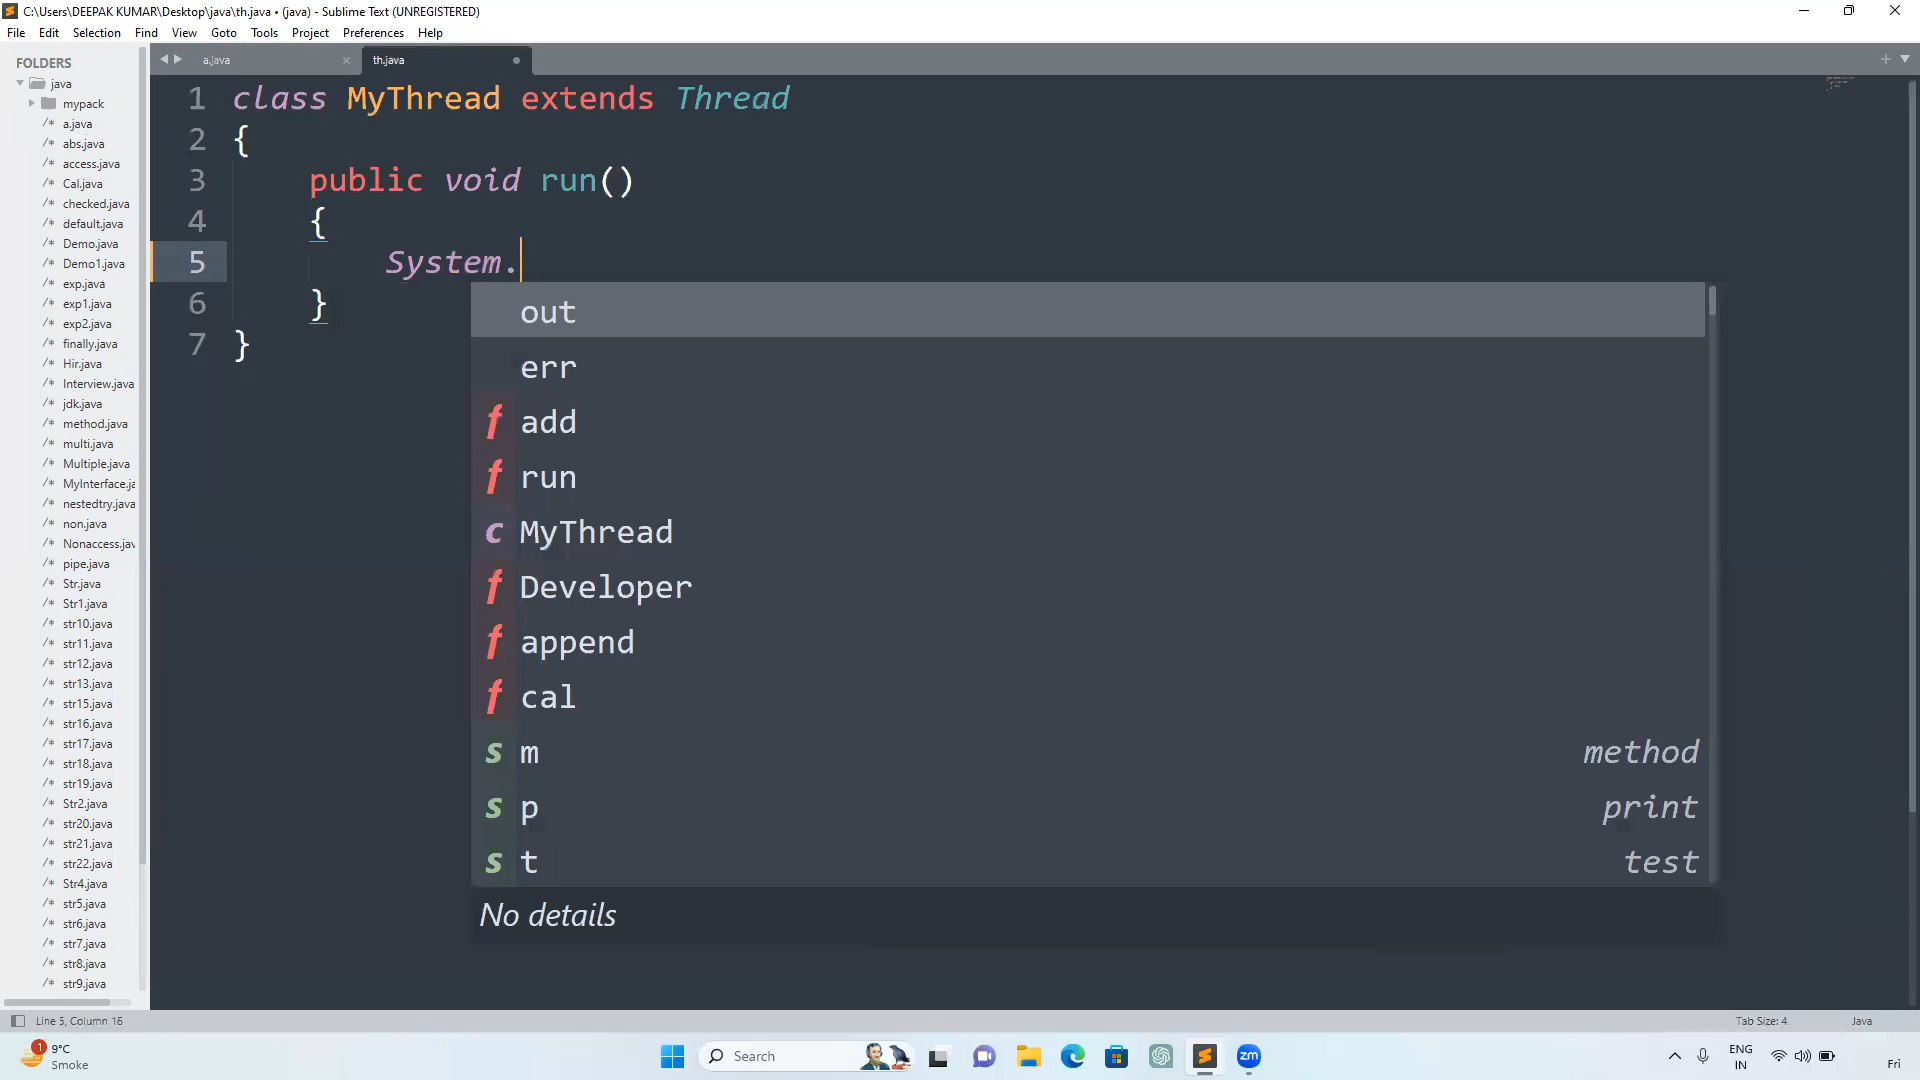 C:\Users\DEEPAK KUMAR\Desktop\java\th.java • (java) - Sublime Text (UNREGISTERED)
File Edit Selection Find View Goto Tools Project Preferences Help
FOLDERS
java
mypack
/* a.java
/* abs.java
/* access.java
/* Cal.java
/* checked.java
/* default.java
/* Demo.java
/* Demo1.java
/* exp.java
/* exp1.java
/* exp2.java
/* finally.java
/* Hir.java
/* Interview.java
/* jdk.java
/* method.java
/* multi.java
/* Multiple.java
/* MyInterface.ja
/* nestedtry.java
/* non.java
/* Nonaccess.jav
/* pipe.java
/* Str.java
/* Str1.java
/* str10.java
/* str11.java
/* str12.java
/* str13.java
/* str15.java
/* str16.java
/* str17.java
/* str18.java
/* str19.java
/* Str2.java
/* str20.java
/* str21.java
/* str22.java
/* Str4.java
/* str5.java
/* str6.java
/* str7.java
/* str8.java
/* str9.java
a.java × th.java •
1 class MyThread extends Thread
2 {
3 public void run()
4 {
5 System.
6 }
7 }
out
err
f add
f run
c MyThread
f Developer
f append
f cal
s m method
s p print
s t test
No details
Line 5, Column 16 Tab Size: 4 Java
1 9°C
Smoke
Search
zm
ENG
IN
Fri